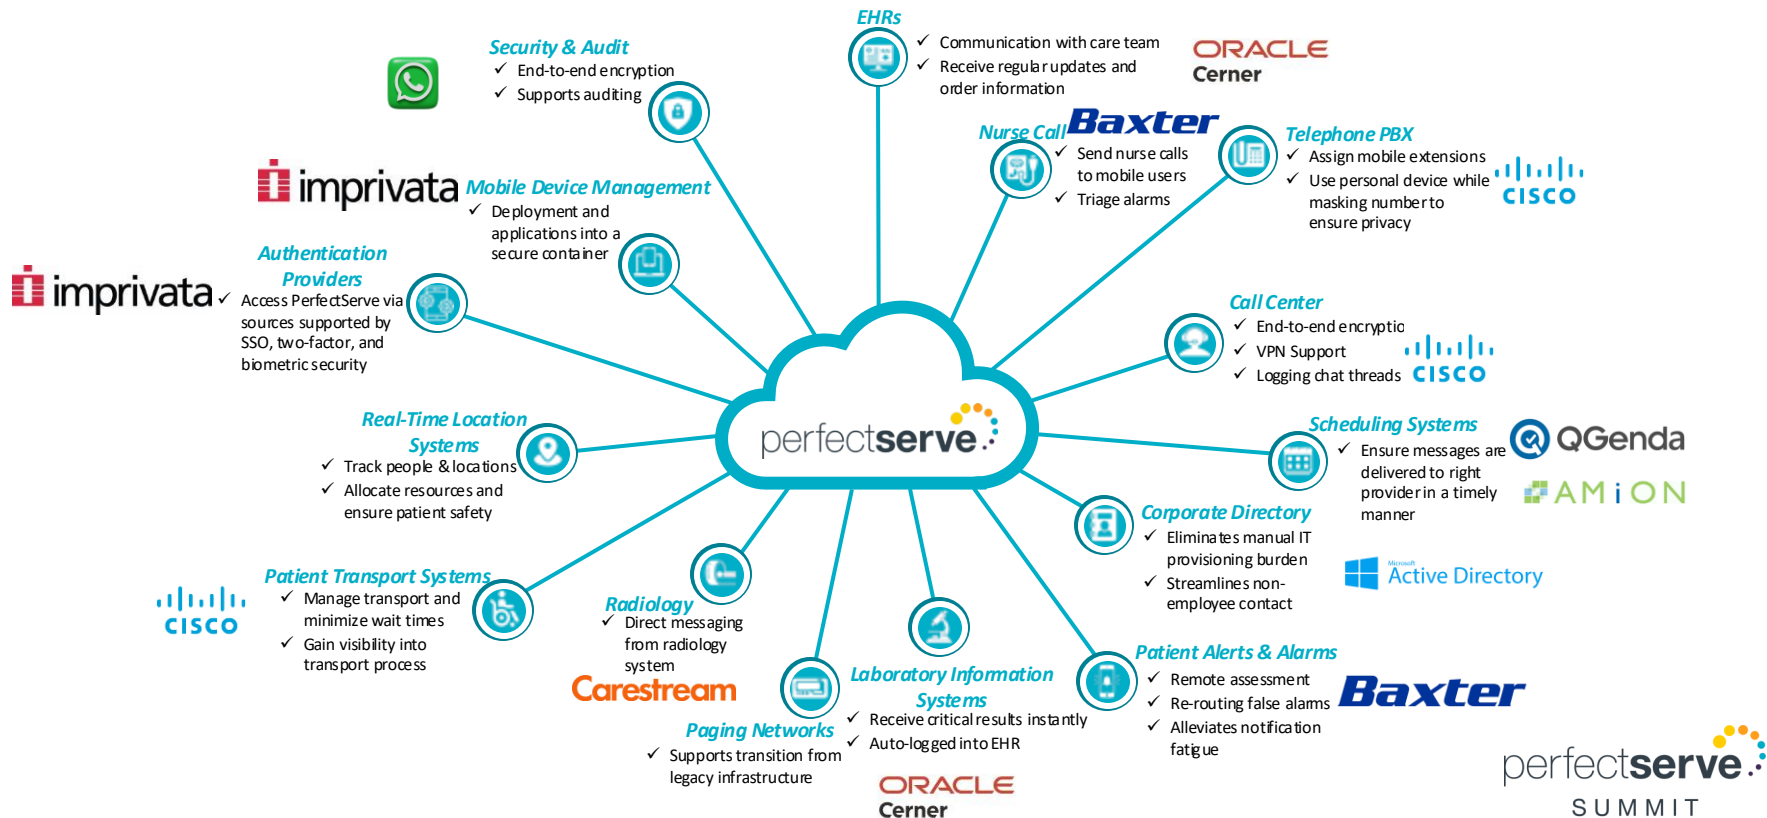 EHRs
✓ Communication with care team
✓ Receive regular updates and
order information
ORACLE
Cerner
Security & Audit
✓ End-to-end encryption
✓ Supports auditing
Nurse Call
Baxter
✓ Send nurse calls
to mobile users
✓ Triage alarms
Telephone PBX
✓ Assign mobile extensions
✓ Use personal device while
masking number to
ensure privacy
CISCO
imprivata
Mobile Device Management
✓ Deployment and
applications into a
secure container
Authentication
Providers
imprivata
✓ Access PerfectServe via
sources supported by
SSO, two-factor, and
biometric security
Call Center
✓ End-to-end encryptio
✓ VPN Support
✓ Logging chat threads
CISCO
perfectserve
Real-Time Location
Systems
✓ Track people & locations
✓ Allocate resources and
ensure patient safety
Scheduling Systems
✓ Ensure messages are
delivered to right
provider in a timely
manner
QGenda
AMiON
Corporate Directory
✓ Eliminates manual IT
provisioning burden
✓ Streamlines non-
employee contact
Microsoft
Active Directory
Patient Transport Systems
✓ Manage transport and
minimize wait times
✓ Gain visibility into
transport process
CISCO
Radiology
✓ Direct messaging
from radiology
system
Carestream
Paging Networks
✓ Supports transition from
legacy infrastructure
Laboratory Information
Systems
✓ Receive critical results instantly
✓ Auto-logged into EHR
ORACLE
Cerner
Patient Alerts & Alarms
✓ Remote assessment
✓ Re-routing false alarms
✓ Alleviates notification
fatigue
Baxter
perfectserve
SUMMIT